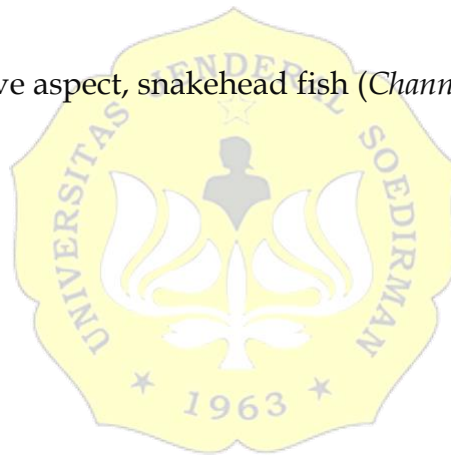 ve aspect, snakehead fish (Chann
UNIVERSITAS JENDERAL SOEDIRMAN
★ 1963 ★